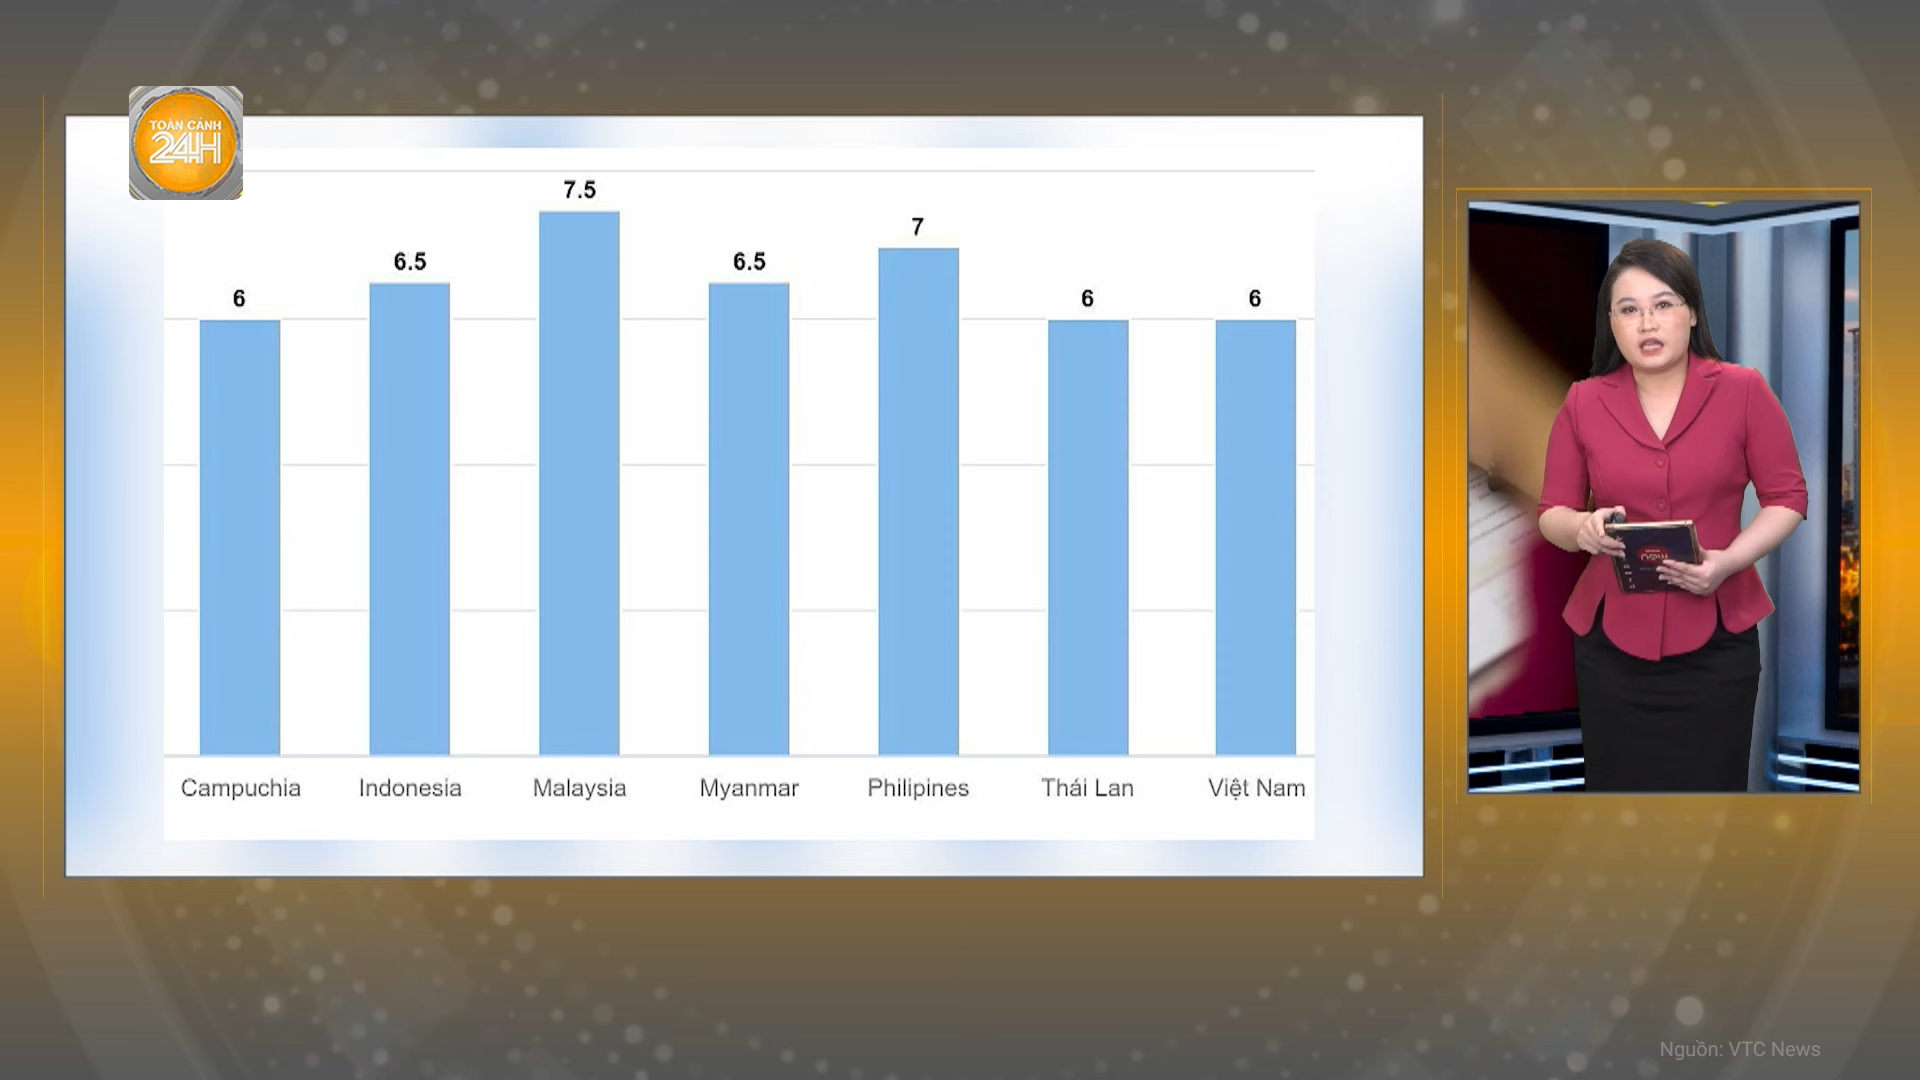 TOÀN CẢNH
24H
7.5
7
6.5
6.5
6
6
6
Campuchia
Indonesia
Malaysia
Myanmar
Philipines
Thái Lan
Việt Nam
Nguồn: VTC News